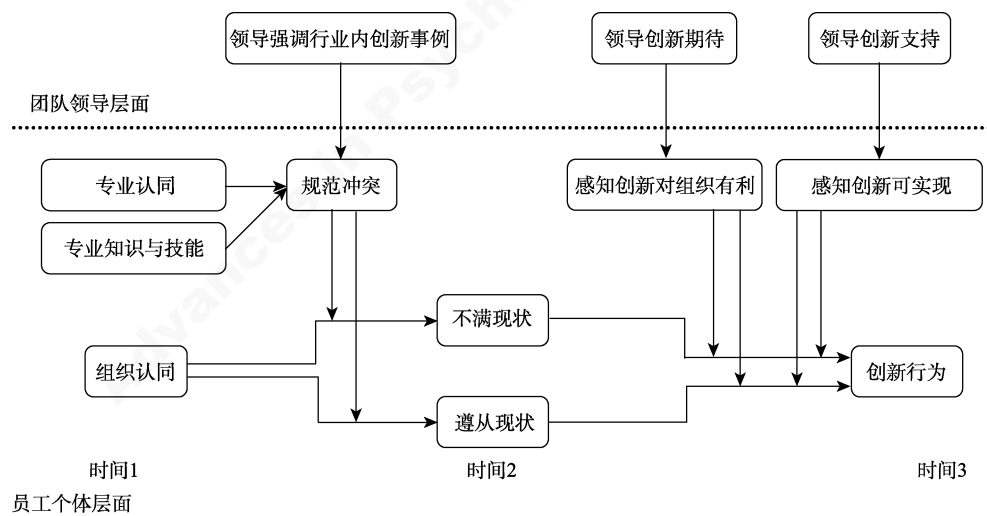 领导强调行业内创新事例
领导创新期待
领导创新支持
团队领导层面
专业认同
规范冲突
感知创新对组织有利
感知创新可实现
专业知识与技能
不满现状
组织认同
创新行为
遵从现状
时间1
时间2
时间3
员工个体层面
Advances in Psych